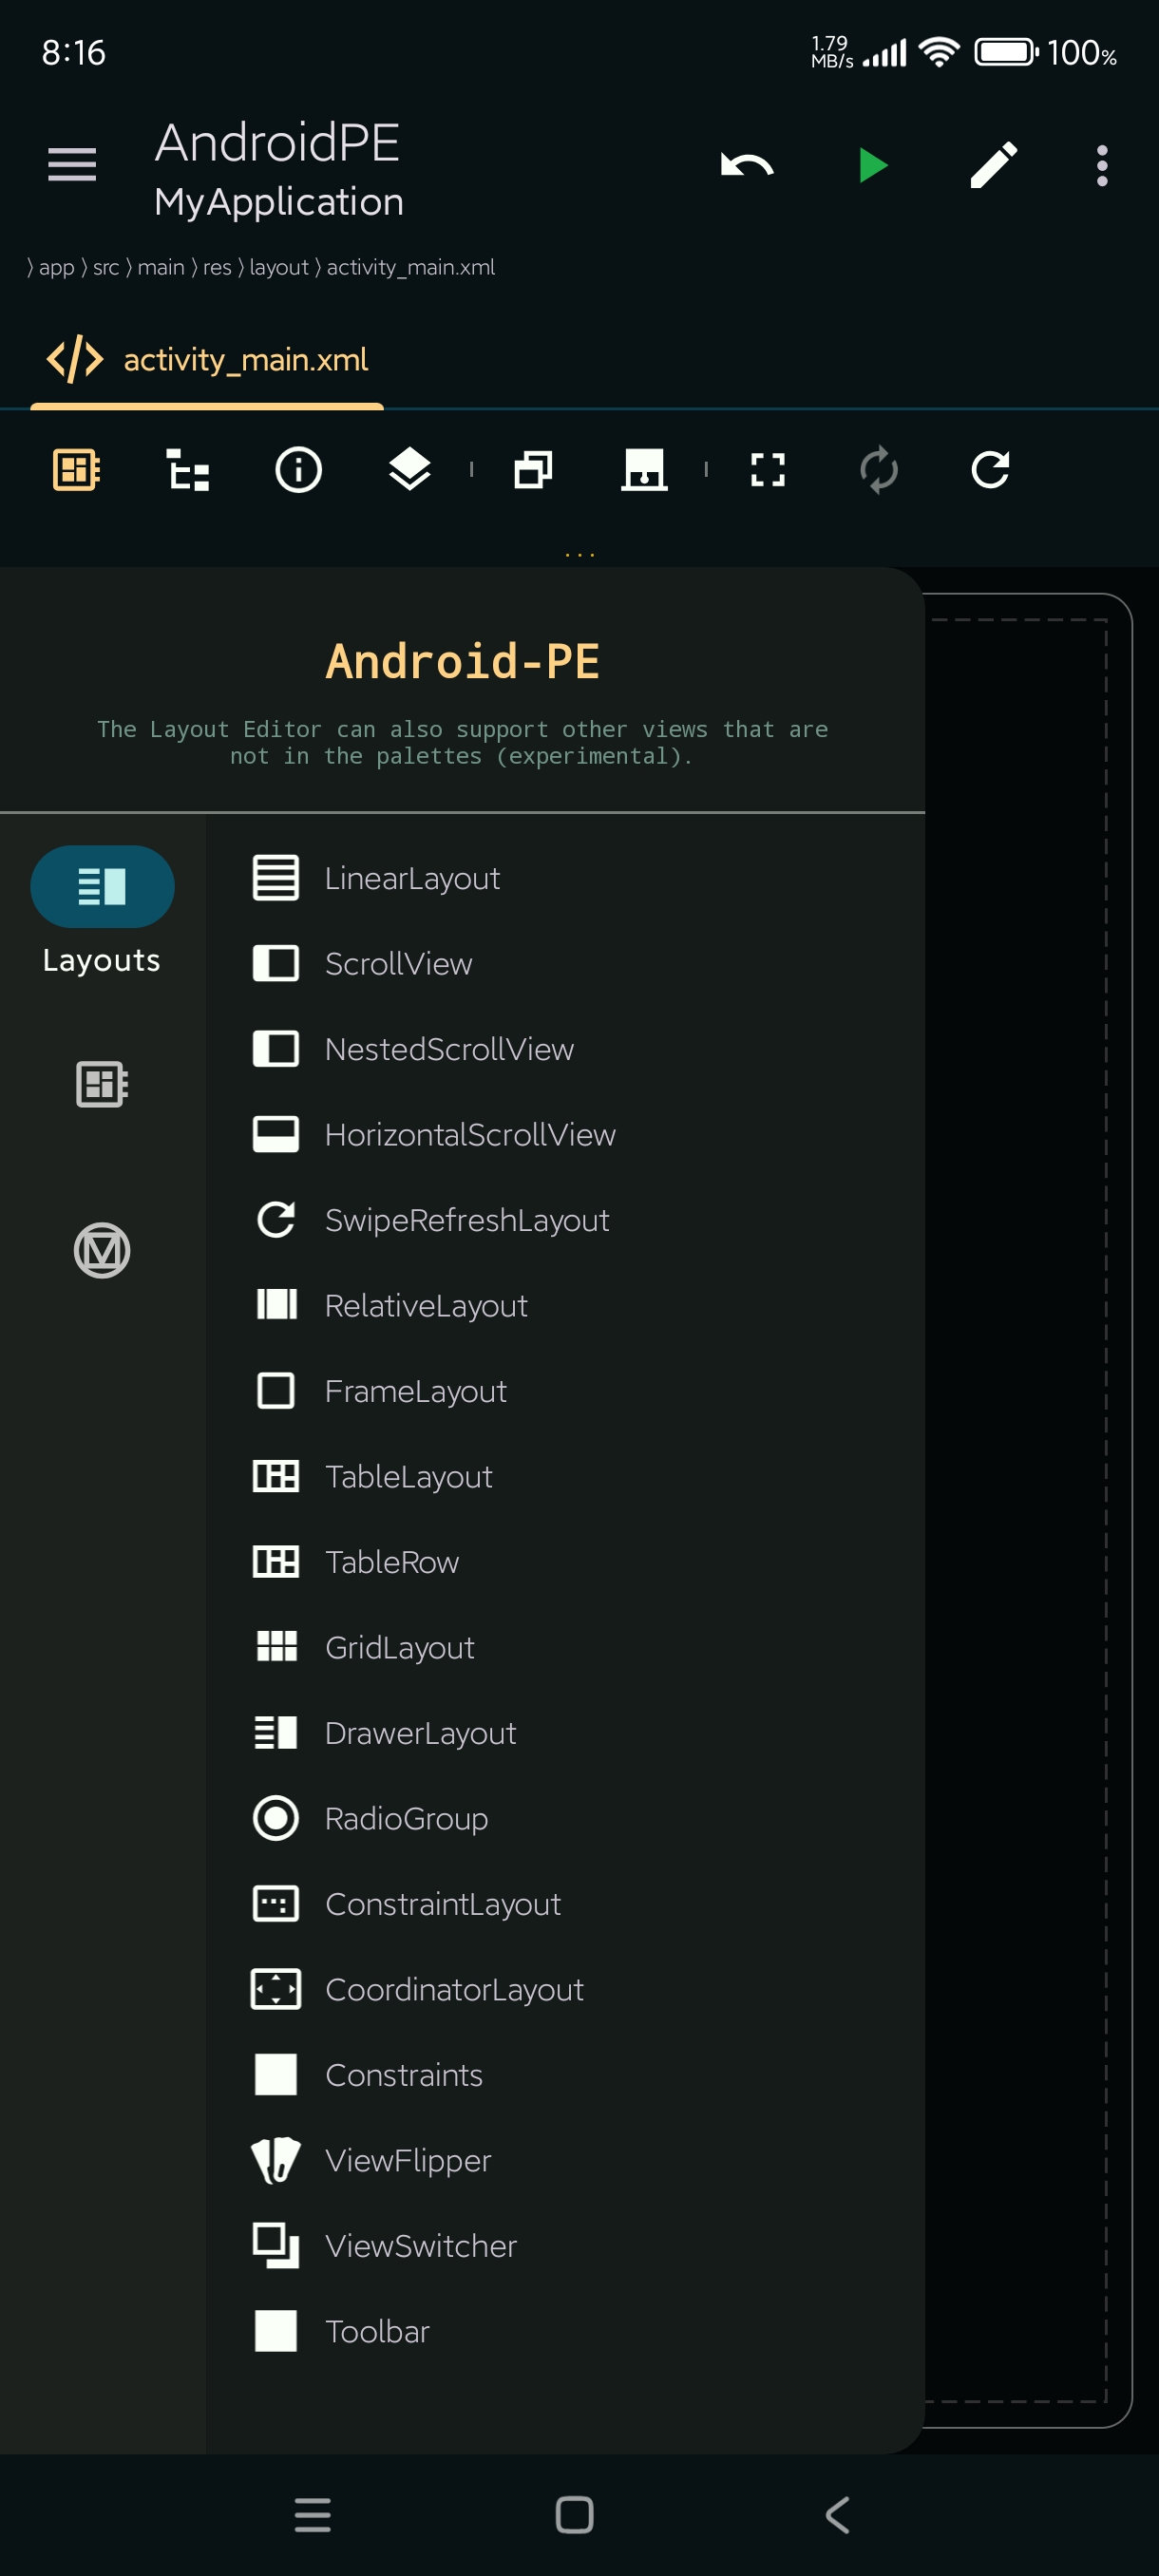 8:16
1.79
MB/s
100%
AndroidPE
MyApplication
⟩ app ⟩ src ⟩ main ⟩ res ⟩ layout ⟩ activity_main.xml
activity_main.xml
...
Android-PE
The Layout Editor can also support other views that are
not in the palettes (experimental).
Layouts
LinearLayout
ScrollView
NestedScrollView
HorizontalScrollView
SwipeRefreshLayout
RelativeLayout
FrameLayout
TableLayout
TableRow
GridLayout
DrawerLayout
RadioGroup
ConstraintLayout
CoordinatorLayout
Constraints
ViewFlipper
ViewSwitcher
Toolbar